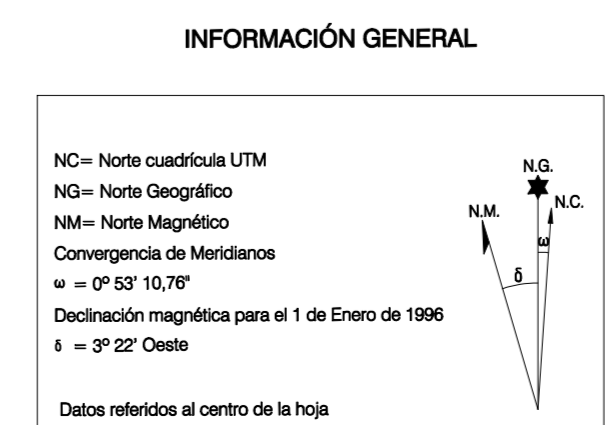 INFORMACIÓN GENERAL
NC= Norte cuadrícula UTM
NG= Norte Geográfico
NM= Norte Magnético
Convergencia de Meridianos
ω = 0º 53' 10,76"
Declinación magnética para el 1 de Enero de 1996
δ = 3º 22' Oeste
Datos referidos al centro de la hoja
N.G.
N.M.
N.C.
ω
δ